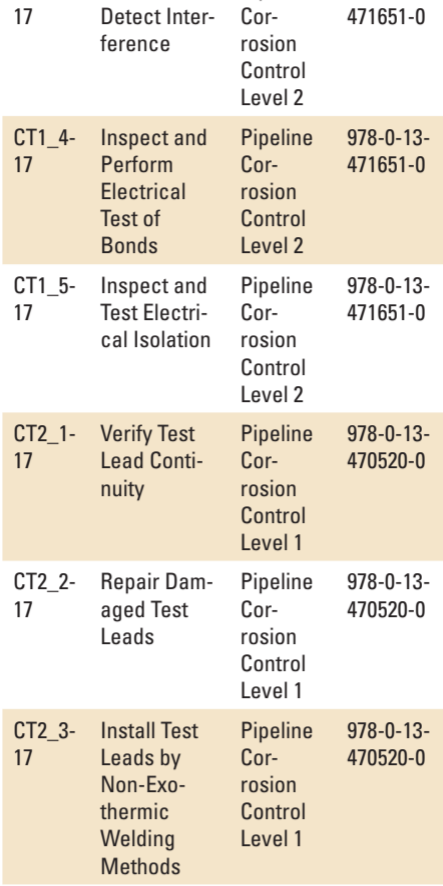 17 Detect Inter- Cor- 471651-0
ference rosion
Control
Level 2
CT1_4- Inspect and Pipeline 978-0-13-
17 Perform Cor- 471651-0
Electrical rosion
Test of Control
Bonds Level 2
CT1_5- Inspect and Pipeline 978-0-13-
17 Test Electri- Cor- 471651-0
cal Isolation rosion
Control
Level 2
CT2_1- Verify Test Pipeline 978-0-13-
17 Lead Conti- Cor- 470520-0
nuity rosion
Control
Level 1
CT2_2- Repair Dam- Pipeline 978-0-13-
17 aged Test Cor- 470520-0
Leads rosion
Control
Level 1
CT2_3- Install Test Pipeline 978-0-13-
17 Leads by Cor- 470520-0
Non-Exo- rosion
thermic Control
Welding Level 1
Methods